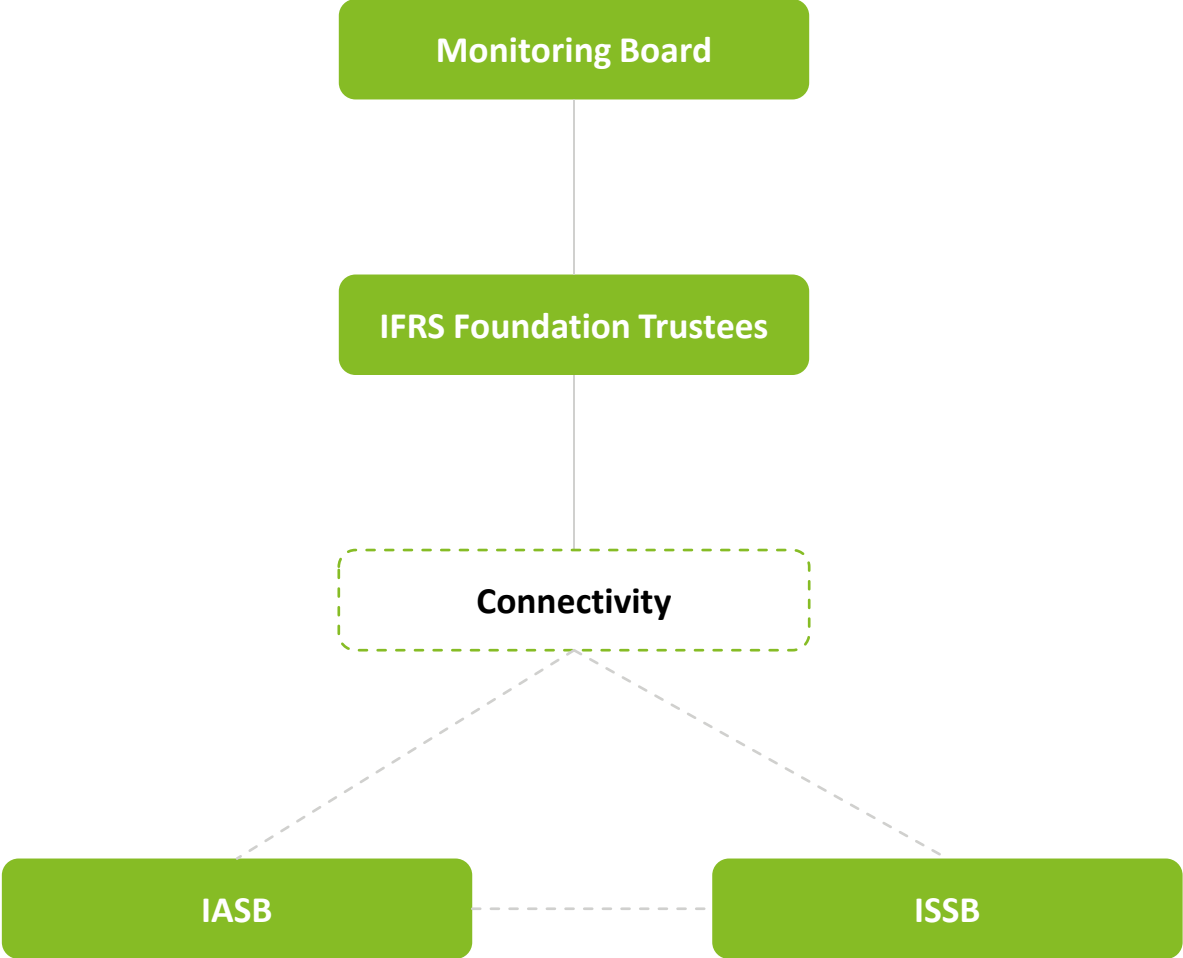 Monitoring Board
IFRS Foundation Trustees
Connectivity
IASB
ISSB